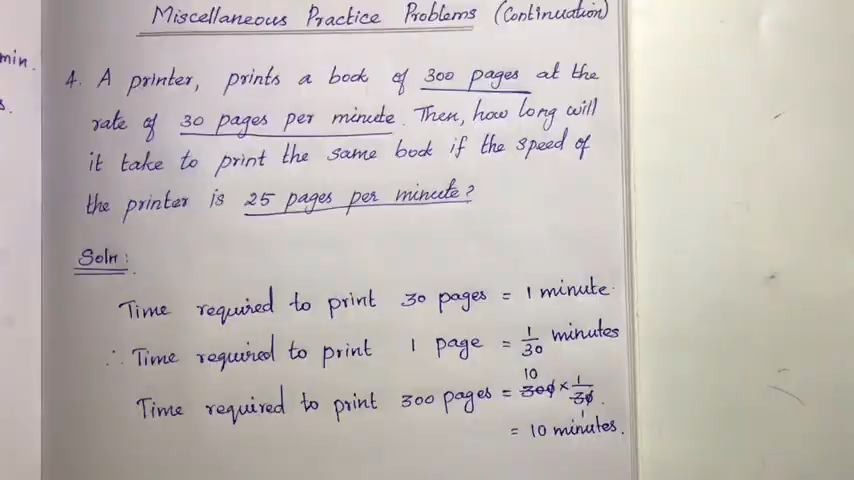 Miscellaneous Practice Problems (Continuation)
min.
4. A printer, prints a book of 300 pages at the
s.
rate of 30 pages per minute. Then, how long will
it take to print the same book if the speed of
the printer is 25 pages per minute?
Soln:
Time required to print 30 pages = 1 minute.
∴ Time required to print 1 page = 1/30 minutes
10
Time required to print 300 pages = 300 × 1/30.
1
= 10 minutes.